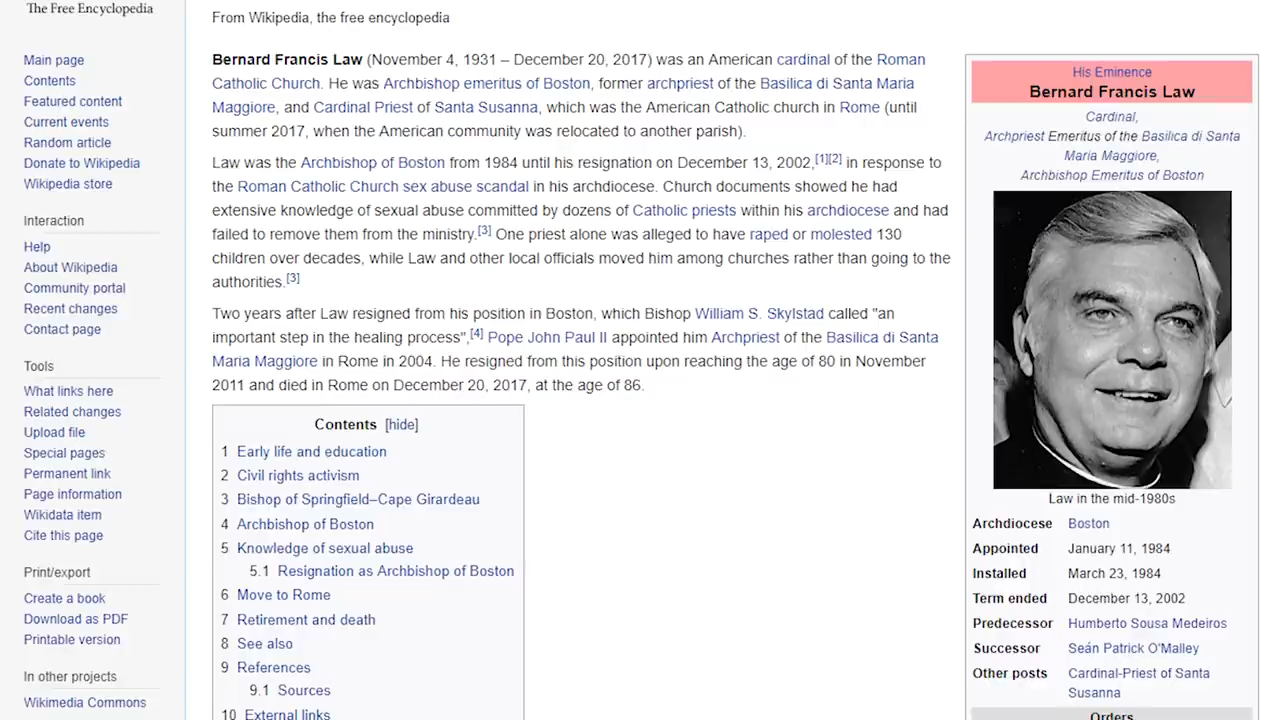 The Free Encyclopedia
Main page
Contents
Featured content
Current events
Random article
Donate to Wikipedia
Wikipedia store
Interaction
Help
About Wikipedia
Community portal
Recent changes
Contact page
Tools
What links here
Related changes
Upload file
Special pages
Permanent link
Page information
Wikidata item
Cite this page
Print/export
Create a book
Download as PDF
Printable version
In other projects
Wikimedia Commons
From Wikipedia, the free encyclopedia
Bernard Francis Law (November 4, 1931 – December 20, 2017) was an American cardinal of the Roman
Catholic Church. He was Archbishop emeritus of Boston, former archpriest of the Basilica di Santa Maria
Maggiore, and Cardinal Priest of Santa Susanna, which was the American Catholic church in Rome (until
summer 2017, when the American community was relocated to another parish).
Law was the Archbishop of Boston from 1984 until his resignation on December 13, 2002,[1][2] in response to
the Roman Catholic Church sex abuse scandal in his archdiocese. Church documents showed he had
extensive knowledge of sexual abuse committed by dozens of Catholic priests within his archdiocese and had
failed to remove them from the ministry.[3] One priest alone was alleged to have raped or molested 130
children over decades, while Law and other local officials moved him among churches rather than going to the
authorities.[3]
Two years after Law resigned from his position in Boston, which Bishop William S. Skylstad called "an
important step in the healing process",[4] Pope John Paul II appointed him Archpriest of the Basilica di Santa
Maria Maggiore in Rome in 2004. He resigned from this position upon reaching the age of 80 in November
2011 and died in Rome on December 20, 2017, at the age of 86.
Contents [hide]
1 Early life and education
2 Civil rights activism
3 Bishop of Springfield–Cape Girardeau
4 Archbishop of Boston
5 Knowledge of sexual abuse
5.1 Resignation as Archbishop of Boston
6 Move to Rome
7 Retirement and death
8 See also
9 References
9.1 Sources
10 External links
His Eminence
Bernard Francis Law
Cardinal,
Archpriest Emeritus of the Basilica di Santa
Maria Maggiore,
Archbishop Emeritus of Boston
Law in the mid-1980s
Archdiocese Boston
Appointed January 11, 1984
Installed March 23, 1984
Term ended December 13, 2002
Predecessor Humberto Sousa Medeiros
Successor Seán Patrick O'Malley
Other posts Cardinal-Priest of Santa
Susanna
Orders